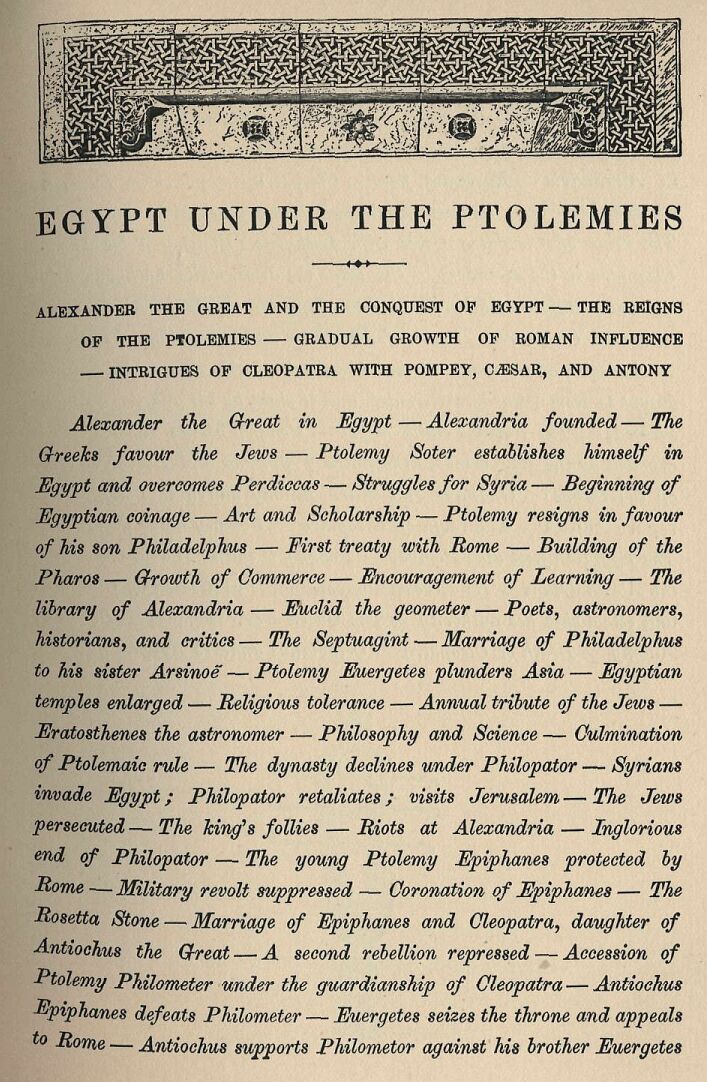 EGYPT UNDER THE PTOLEMIES
ALEXANDER THE GREAT AND THE CONQUEST OF EGYPT — THE REIGNS
OF THE PTOLEMIES — GRADUAL GROWTH OF ROMAN INFLUENCE
— INTRIGUES OF CLEOPATRA WITH POMPEY, CÆSAR, AND ANTONY
Alexander the Great in Egypt — Alexandria founded — The
Greeks favour the Jews — Ptolemy Soter establishes himself in
Egypt and overcomes Perdiccas — Struggles for Syria — Beginning of
Egyptian coinage — Art and Scholarship — Ptolemy resigns in favour
of his son Philadelphus — First treaty with Rome — Building of the
Pharos — Growth of Commerce — Encouragement of Learning — The
library of Alexandria — Euclid the geometer — Poets, astronomers,
historians, and critics — The Septuagint — Marriage of Philadelphus
to his sister Arsinoë — Ptolemy Euergetes plunders Asia — Egyptian
temples enlarged — Religious tolerance — Annual tribute of the Jews —
Eratosthenes the astronomer — Philosophy and Science — Culmination
of Ptolemaic rule — The dynasty declines under Philopator — Syrians
invade Egypt; Philopator retaliates; visits Jerusalem — The Jews
persecuted — The king's follies — Riots at Alexandria — Inglorious
end of Philopator — The young Ptolemy Epiphanes protected by
Rome — Military revolt suppressed — Coronation of Epiphanes — The
Rosetta Stone — Marriage of Epiphanes and Cleopatra, daughter of
Antiochus the Great — A second rebellion repressed — Accession of
Ptolemy Philometer under the guardianship of Cleopatra — Antiochus
Epiphanes defeats Philometer — Euergetes seizes the throne and appeals
to Rome — Antiochus supports Philometor against his brother Euergetes